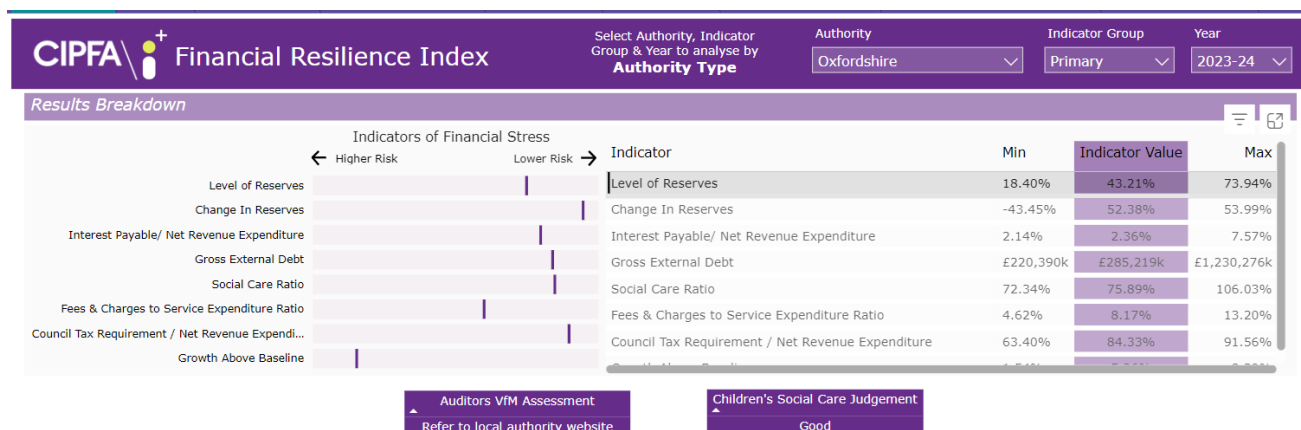 CIPFA\ i+ Financial Resilience Index
Select Authority, Indicator
Group & Year to analyse by
Authority Type
Authority
Oxfordshire
Indicator Group
Primary
Year
2023-24
Results Breakdown
Indicators of Financial Stress
← Higher Risk Lower Risk →
Level of Reserves
Change In Reserves
Interest Payable/ Net Revenue Expenditure
Gross External Debt
Social Care Ratio
Fees & Charges to Service Expenditure Ratio
Council Tax Requirement / Net Revenue Expendi...
Growth Above Baseline
Indicator Min Indicator Value Max
Level of Reserves 18.40% 43.21% 73.94%
Change In Reserves -43.45% 52.38% 53.99%
Interest Payable/ Net Revenue Expenditure 2.14% 2.36% 7.57%
Gross External Debt £220,390k £285,219k £1,230,276k
Social Care Ratio 72.34% 75.89% 106.03%
Fees & Charges to Service Expenditure Ratio 4.62% 8.17% 13.20%
Council Tax Requirement / Net Revenue Expenditure 63.40% 84.33% 91.56%
Auditors VfM Assessment
Refer to local authority website
Children's Social Care Judgement
Good